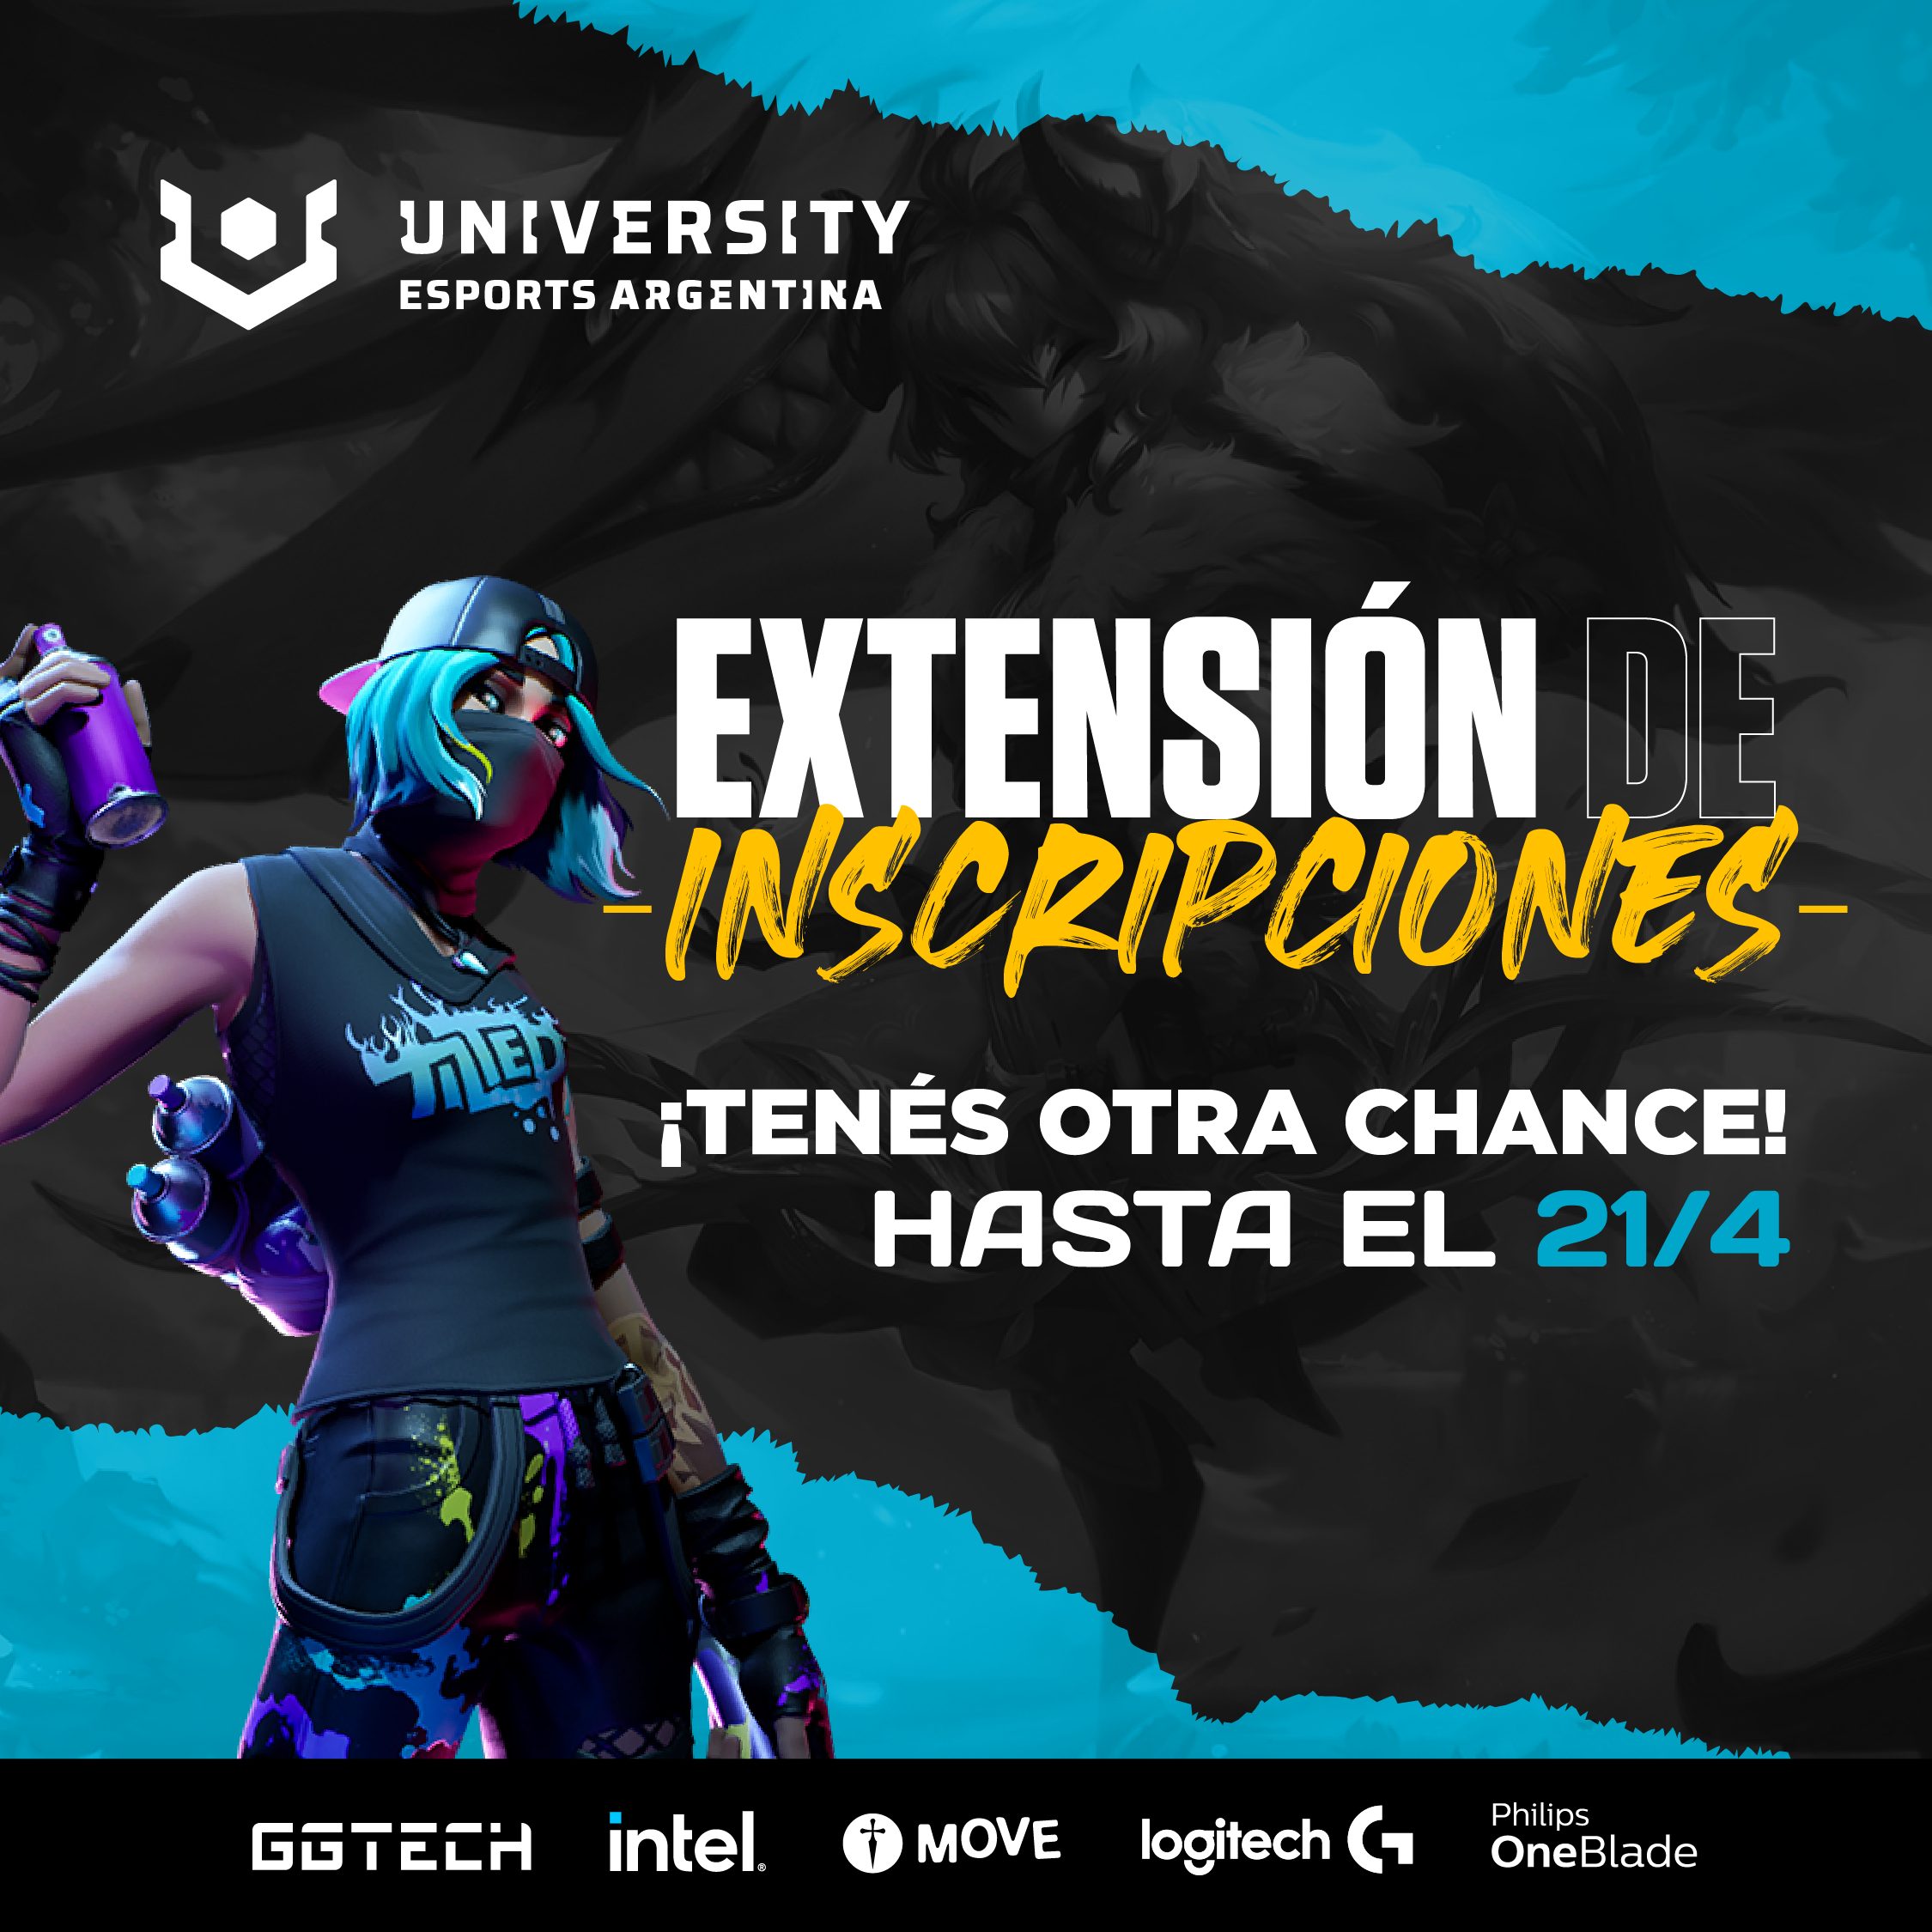 UNIVERSITY
ESPORTS ARGENTINA
EXTENSIÓN DE
-INSCRIPCIONES-
¡TENÉS OTRA CHANCE!
HASTA EL 21/4
TILTED
GGTECH
intel®
MOVE
logitech G
Philips
OneBlade